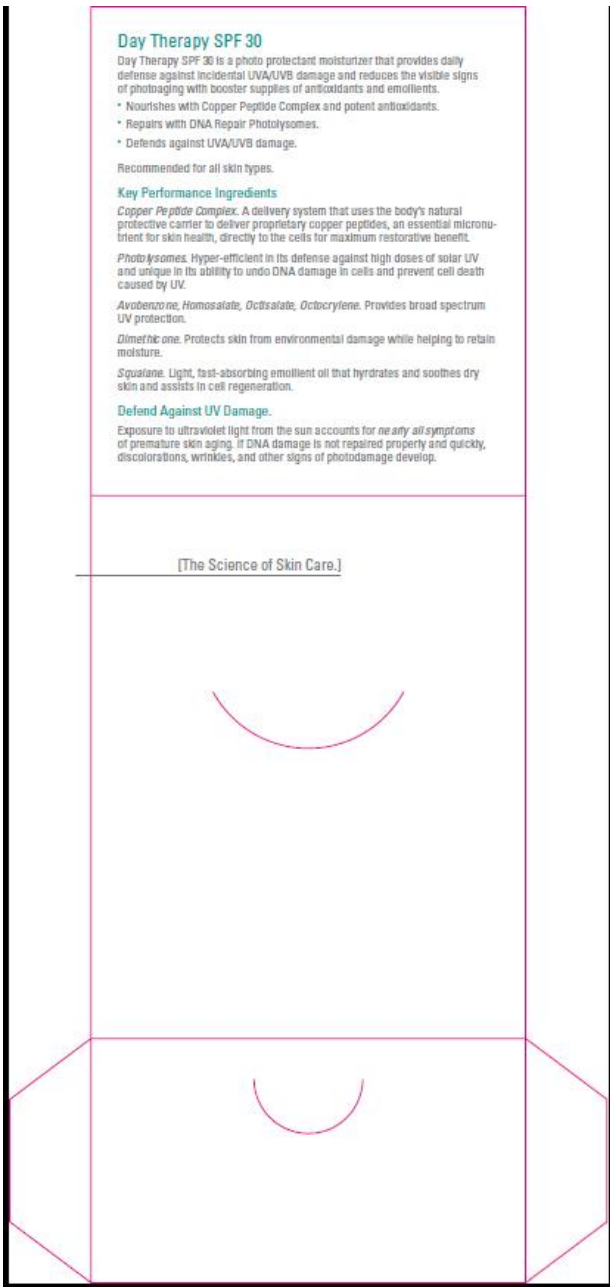 Day Therapy SPF 30
Day Therapy SPF 30 is a photo protectant moisturizer that provides daily
defense against incidental UVA/UVB damage and reduces the visible signs
of photoaging with booster supplies of antioxidants and emollients.
• Nourishes with Copper Peptide Complex and potent antioxidants.
• Repairs with DNA Repair Photolysomes.
• Defends against UVA/UVB damage.
Recommended for all skin types.
Key Performance Ingredients
Copper Peptide Complex. A delivery system that uses the body's natural
protective carrier to deliver proprietary copper peptides, an essential micronu-
trient for skin health, directly to the cells for maximum restorative benefit.
Photolysomes. Hyper-efficient in its defense against high doses of solar UV
and unique in its ability to undo DNA damage in cells and prevent cell death
caused by UV.
Avobenzone, Homosalate, Octisalate, Octocrylene. Provides broad spectrum
UV protection.
Dimethicone. Protects skin from environmental damage while helping to retain
moisture.
Squalane. Light, fast-absorbing emollient oil that hyrdrates and soothes dry
skin and assists in cell regeneration.
Defend Against UV Damage.
Exposure to ultraviolet light from the sun accounts for nearly all symptoms
of premature skin aging. If DNA damage is not repaired properly and quickly,
discolorations, wrinkles, and other signs of photodamage develop.
[The Science of Skin Care.]